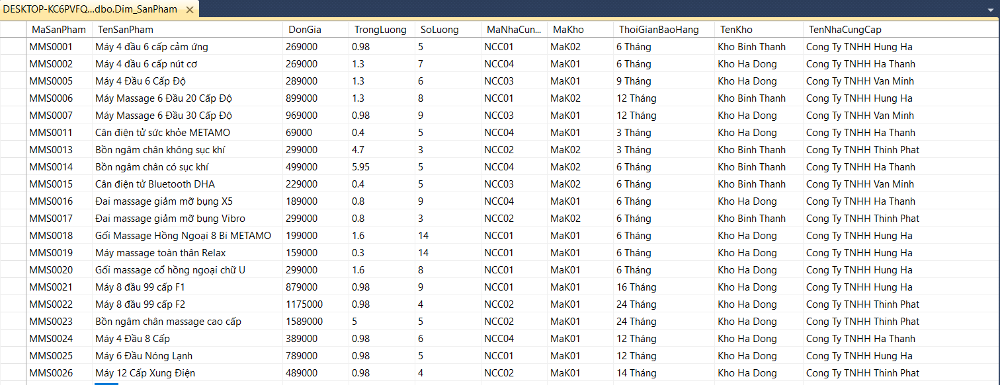 DESKTOP-KC6PVFQ...dbo.Dim_SanPham
MaSanPham TenSanPham DonGia TrongLuong SoLuong MaNhaCun... MaKho ThoiGianBaoHang TenKho TenNhaCungCap
MMS0001 Máy 4 đầu 6 cấp cảm ứng 269000 0.98 5 NCC01 MaK02 6 Tháng Kho Binh Thanh Cong Ty TNHH Hung Ha
MMS0002 Máy 4 đầu 6 cấp nút cơ 269000 1.3 7 NCC04 MaK01 6 Tháng Kho Ha Dong Cong Ty TNHH Ha Thanh
MMS0005 Máy 4 Đầu 6 Cấp Độ 289000 1.3 6 NCC03 MaK01 9 Tháng Kho Ha Dong Cong Ty TNHH Van Minh
MMS0006 Máy Massage 6 Đầu 20 Cấp Độ 899000 1.3 8 NCC01 MaK02 12 Tháng Kho Binh Thanh Cong Ty TNHH Hung Ha
MMS0007 Máy Massage 6 Đầu 30 Cấp Độ 969000 0.98 9 NCC03 MaK01 12 Tháng Kho Ha Dong Cong Ty TNHH Van Minh
MMS0011 Cân điện tử sức khỏe METAMO 69000 0.4 5 NCC04 MaK01 3 Tháng Kho Ha Dong Cong Ty TNHH Ha Thanh
MMS0013 Bồn ngâm chân không sục khí 299000 4.7 3 NCC02 MaK02 3 Tháng Kho Binh Thanh Cong Ty TNHH Thinh Phat
MMS0014 Bồn ngâm chân có sục khí 499000 5.95 5 NCC04 MaK02 6 Tháng Kho Binh Thanh Cong Ty TNHH Ha Thanh
MMS0015 Cân điện tử Bluetooth DHA 229000 0.4 5 NCC03 MaK02 6 Tháng Kho Binh Thanh Cong Ty TNHH Van Minh
MMS0016 Đai massage giảm mỡ bụng X5 189000 0.8 9 NCC04 MaK01 6 Tháng Kho Ha Dong Cong Ty TNHH Ha Thanh
MMS0017 Đai massage giảm mỡ bụng Vibro 299000 0.8 3 NCC02 MaK02 6 Tháng Kho Binh Thanh Cong Ty TNHH Thinh Phat
MMS0018 Gối Massage Hồng Ngoại 8 Bi METAMO 199000 1.6 14 NCC01 MaK01 6 Tháng Kho Ha Dong Cong Ty TNHH Hung Ha
MMS0019 Máy massage toàn thân Relax 159000 0.3 14 NCC01 MaK01 6 Tháng Kho Ha Dong Cong Ty TNHH Hung Ha
MMS0020 Gối massage cổ hồng ngoại chữ U 299000 1.6 8 NCC01 MaK01 6 Tháng Kho Ha Dong Cong Ty TNHH Hung Ha
MMS0021 Máy 8 đầu 99 cấp F1 879000 0.98 9 NCC01 MaK01 16 Tháng Kho Ha Dong Cong Ty TNHH Hung Ha
MMS0022 Máy 8 đầu 99 cấp F2 1175000 0.98 4 NCC02 MaK01 24 Tháng Kho Ha Dong Cong Ty TNHH Thinh Phat
MMS0023 Bồn ngâm chân massage cao cấp 1589000 5 5 NCC02 MaK01 24 Tháng Kho Ha Dong Cong Ty TNHH Thinh Phat
MMS0024 Máy 4 Đầu 8 Cấp 389000 0.98 6 NCC04 MaK01 12 Tháng Kho Ha Dong Cong Ty TNHH Ha Thanh
MMS0025 Máy 6 Đầu Nóng Lạnh 789000 0.98 5 NCC01 MaK01 12 Tháng Kho Ha Dong Cong Ty TNHH Hung Ha
MMS0026 Máy 12 Cấp Xung Điện 489000 0.98 4 NCC02 MaK01 14 Tháng Kho Ha Dong Cong Ty TNHH Thinh Phat